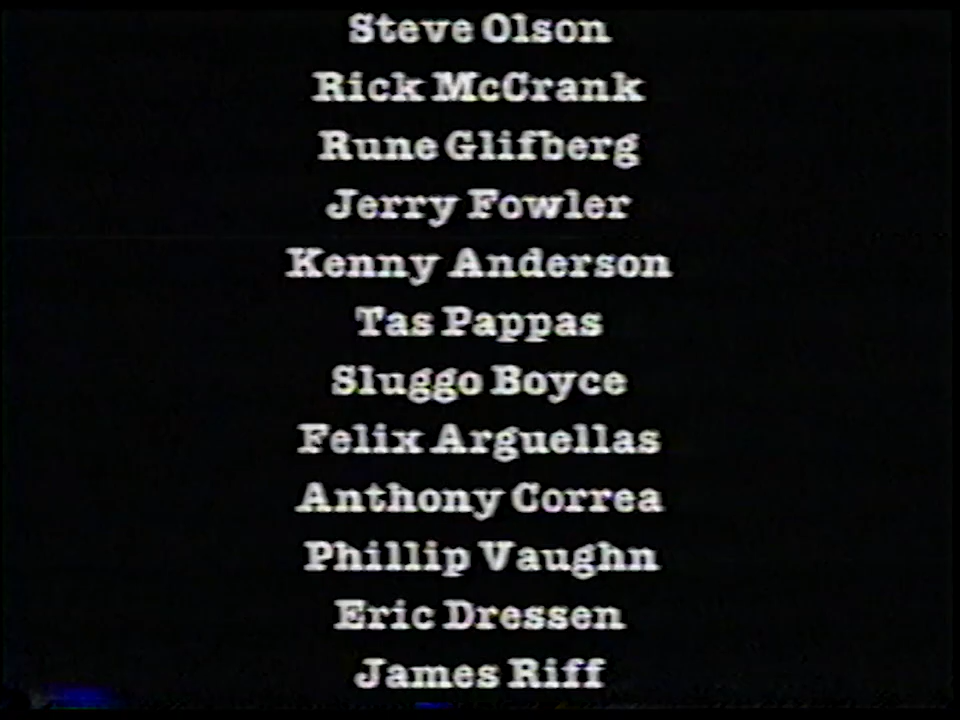 Steve Olson
Rick McCrank
Rune Glifberg
Jerry Fowler
Kenny Anderson
Tas Pappas
Sluggo Boyce
Felix Arguellas
Anthony Correa
Phillip Vaughn
Eric Dressen
James Riff